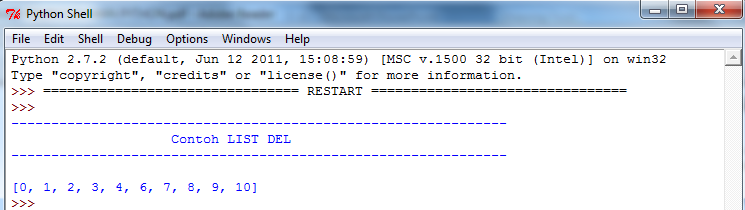 Python Shell
File Edit Shell Debug Options Windows Help
Python 2.7.2 (default, Jun 12 2011, 15:08:59) [MSC v.1500 32 bit (Intel)] on win32
Type "copyright", "credits" or "license()" for more information.
>>> ================================ RESTART ================================
>>>
--------------------------------------------------------------
Contoh LIST DEL
--------------------------------------------------------------
[0, 1, 2, 3, 4, 6, 7, 8, 9, 10]
>>>